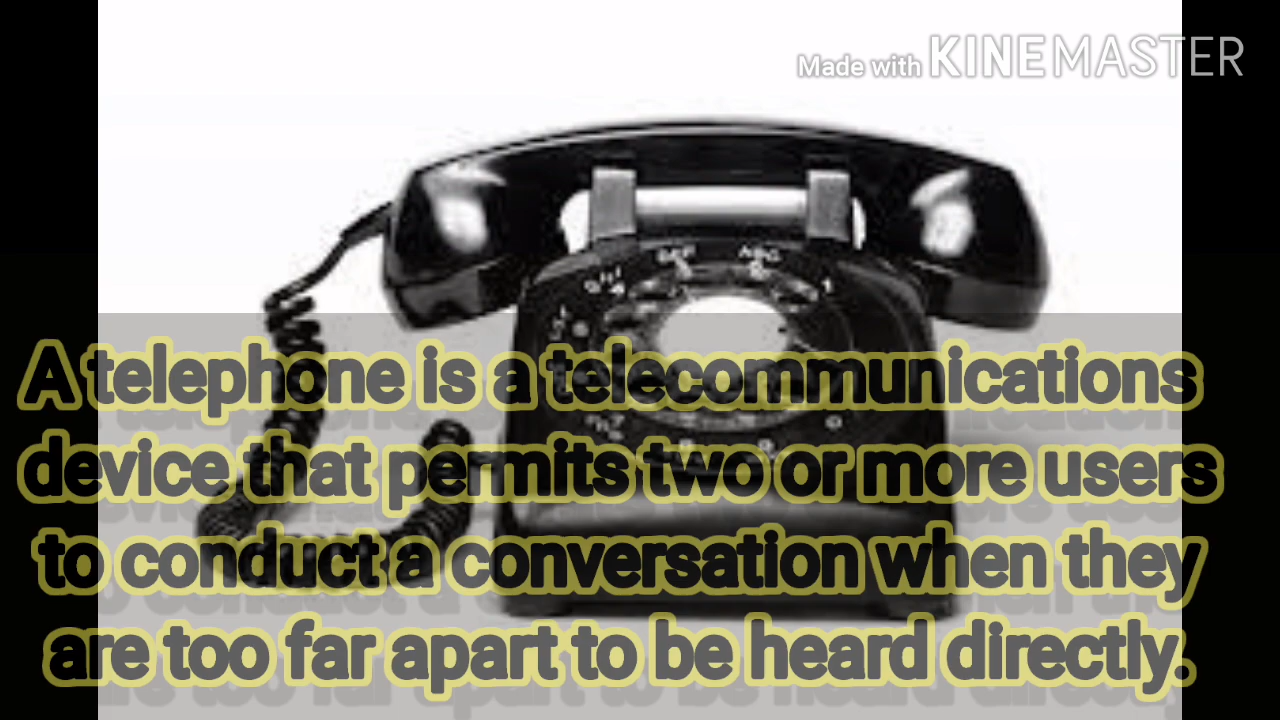 Made with KINEMASTER
A telephone is a telecommunications
device that permits two or more users
to conduct a conversation when they
are too far apart to be heard directly.